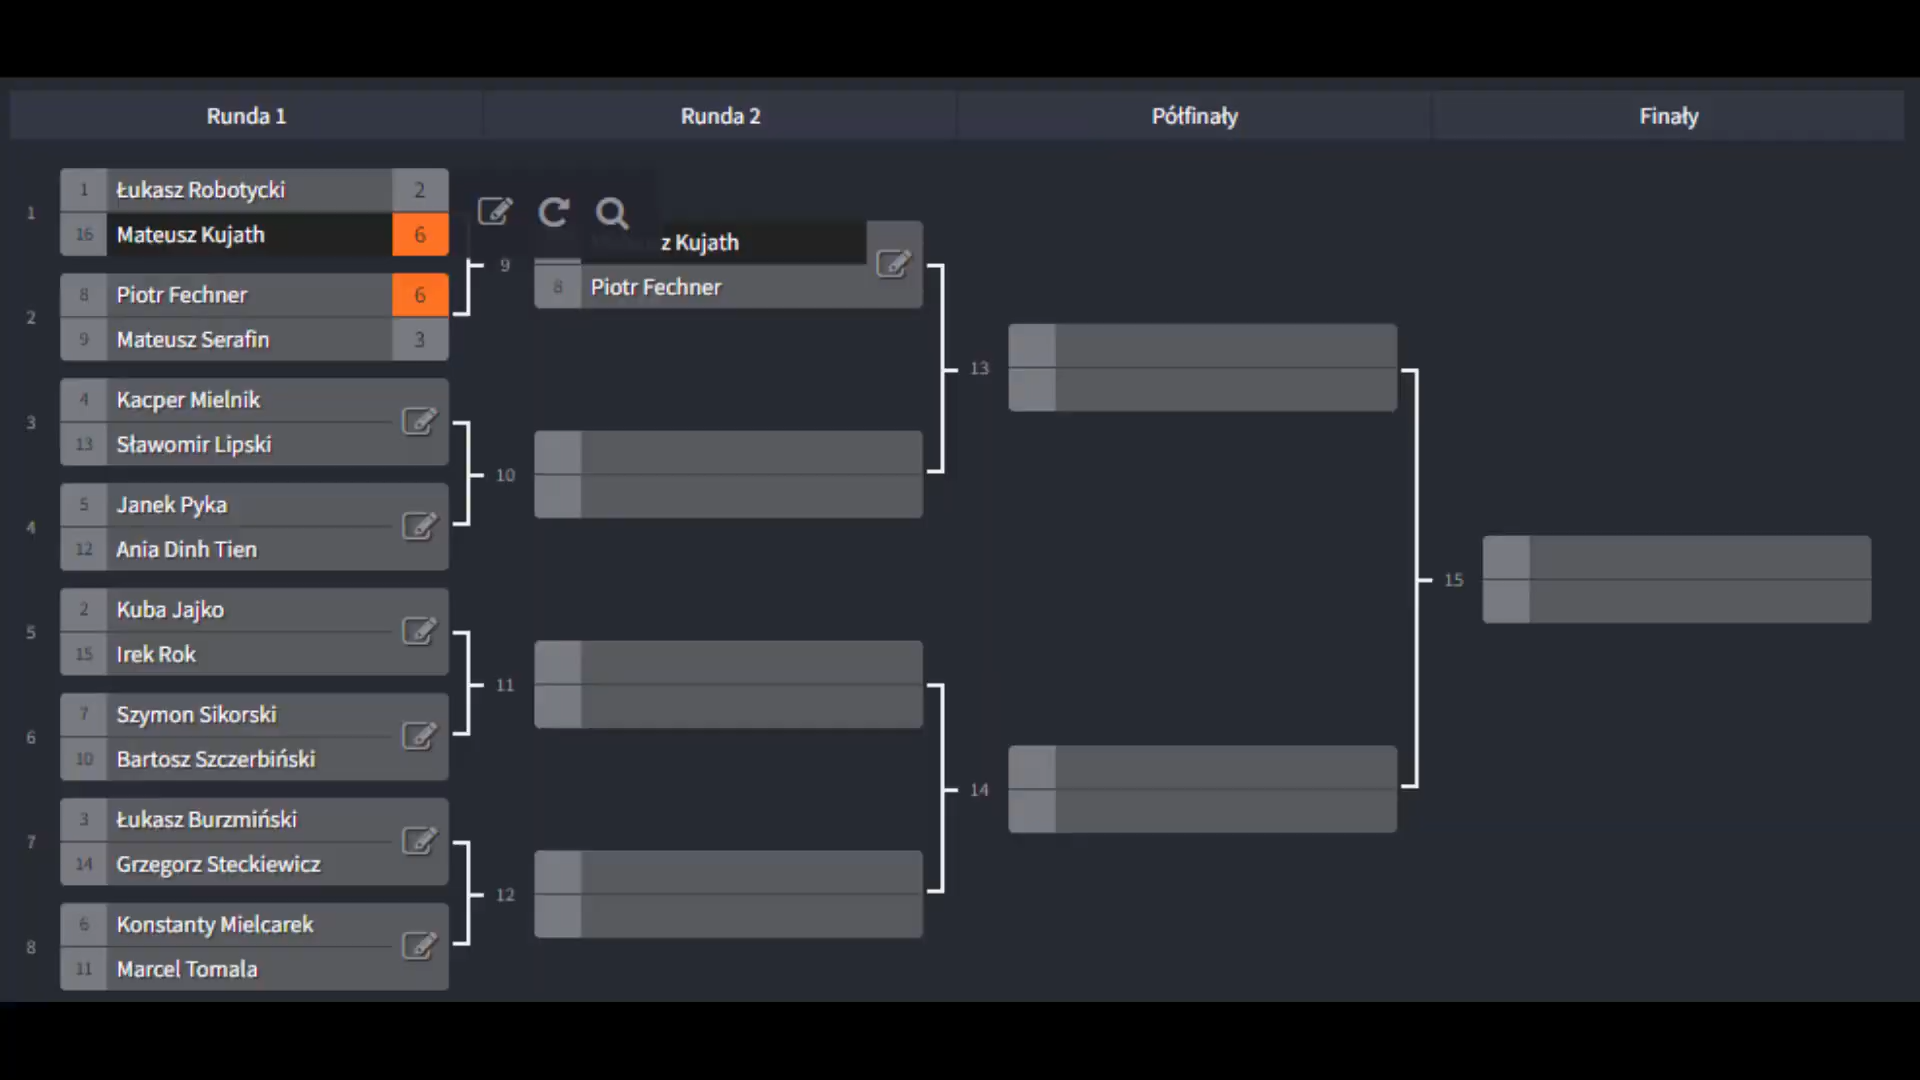 Runda 1
Runda 2
Półfinały
Finały
1
1 Łukasz Robotycki 2
16 Mateusz Kujath 6
2
8 Piotr Fechner 6
9 Mateusz Serafin 3
3
4 Kacper Mielnik
13 Sławomir Lipski
4
5 Janek Pyka
12 Ania Dinh Tien
5
2 Kuba Jajko
15 Irek Rok
6
7 Szymon Sikorski
10 Bartosz Szczerbiński
7
3 Łukasz Burzmiński
14 Grzegorz Steckiewicz
8
6 Konstanty Mielcarek
11 Marcel Tomala
9
z Kujath
8 Piotr Fechner
10
11
12
13
14
15